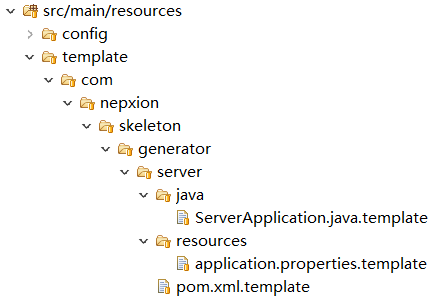 src/main/resources
config
template
com
nepxion
skeleton
generator
server
java
ServerApplication.java.template
resources
application.properties.template
pom.xml.template